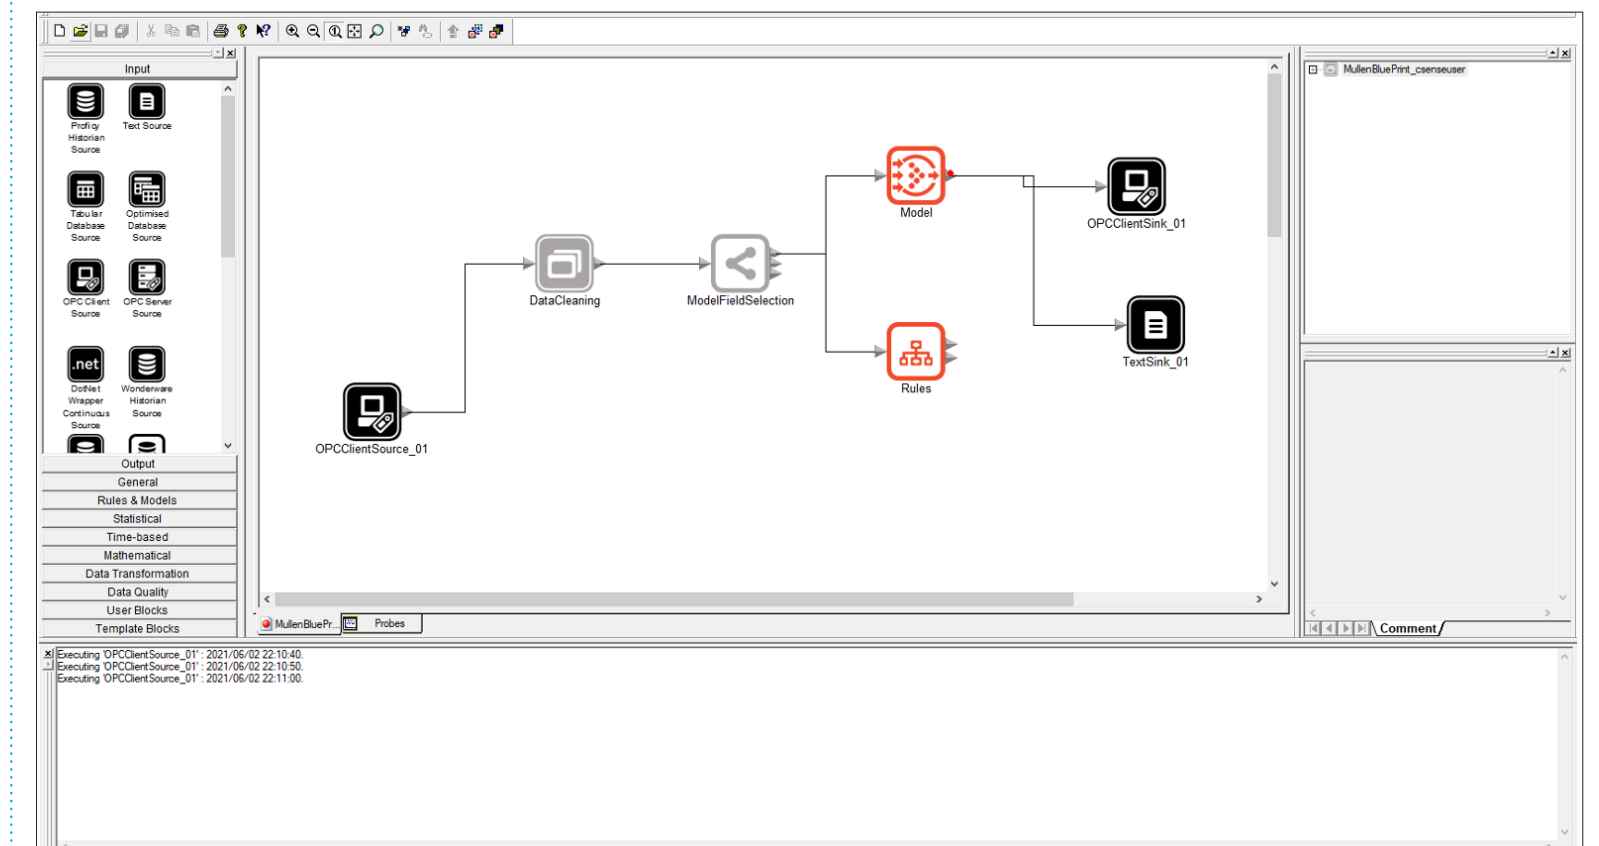 Input
Proficy
Historian
Source
Text Source
Tabular
Database
Source
Optimised
Database
Source
OPC Client
Source
OPC Server
Source
.net
DotNet
Wrapper
Continuous
Source
Wonderware
Historian
Source
Output
General
Rules & Models
Statistical
Time-based
Mathematical
Data Transformation
Data Quality
User Blocks
Template Blocks
OPCClientSource_01
DataCleaning
ModelFieldSelection
Model
Rules
OPCClientSink_01
TextSink_01
MullenBluePr...
Probes
MullenBluePrint_csenseuser
Comment
Executing 'OPCClientSource_01' : 2021/06/02 22:10:40.
Executing 'OPCClientSource_01' : 2021/06/02 22:10:50.
Executing 'OPCClientSource_01' : 2021/06/02 22:11:00.